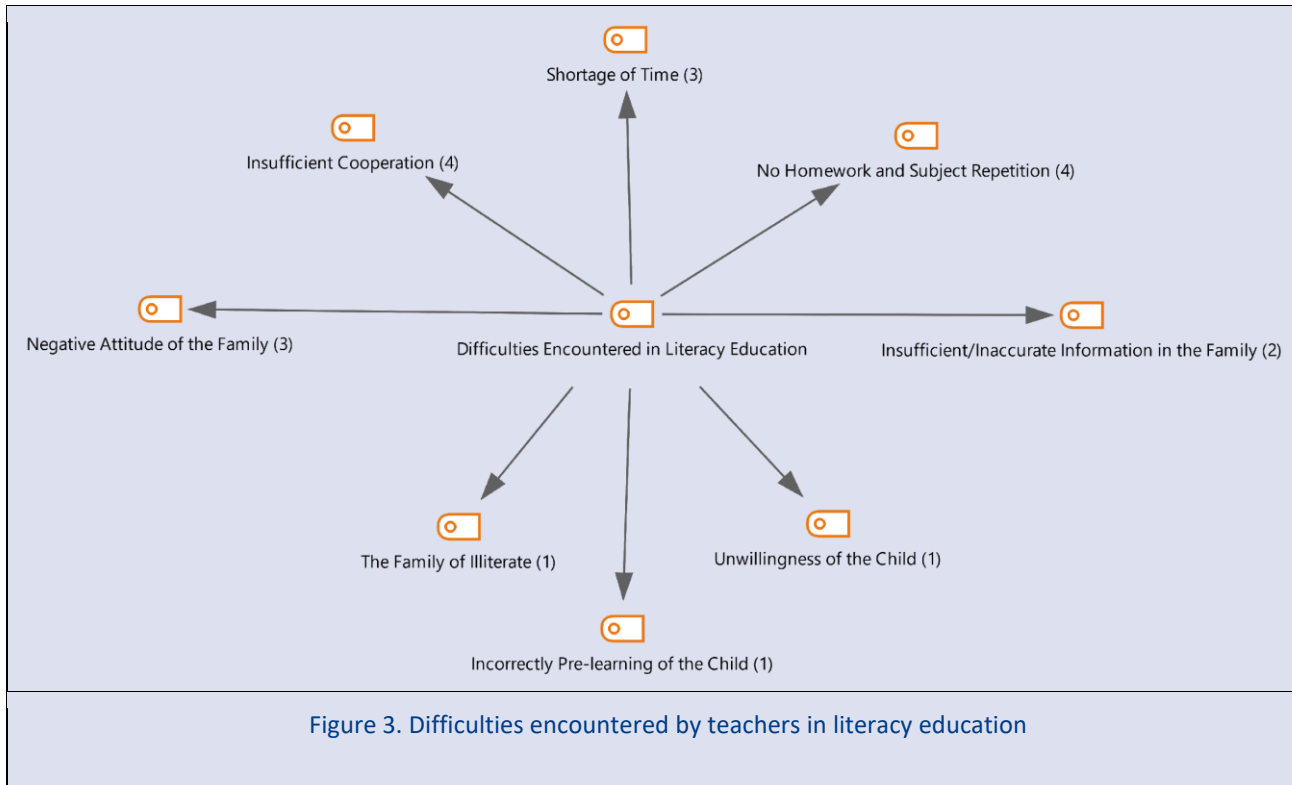 Shortage of Time (3)
Insufficient Cooperation (4)
No Homework and Subject Repetition (4)
Negative Attitude of the Family (3)
Difficulties Encountered in Literacy Education
Insufficient/Inaccurate Information in the Family (2)
The Family of Illiterate (1)
Unwillingness of the Child (1)
Incorrectly Pre-learning of the Child (1)
Figure 3. Difficulties encountered by teachers in literacy education